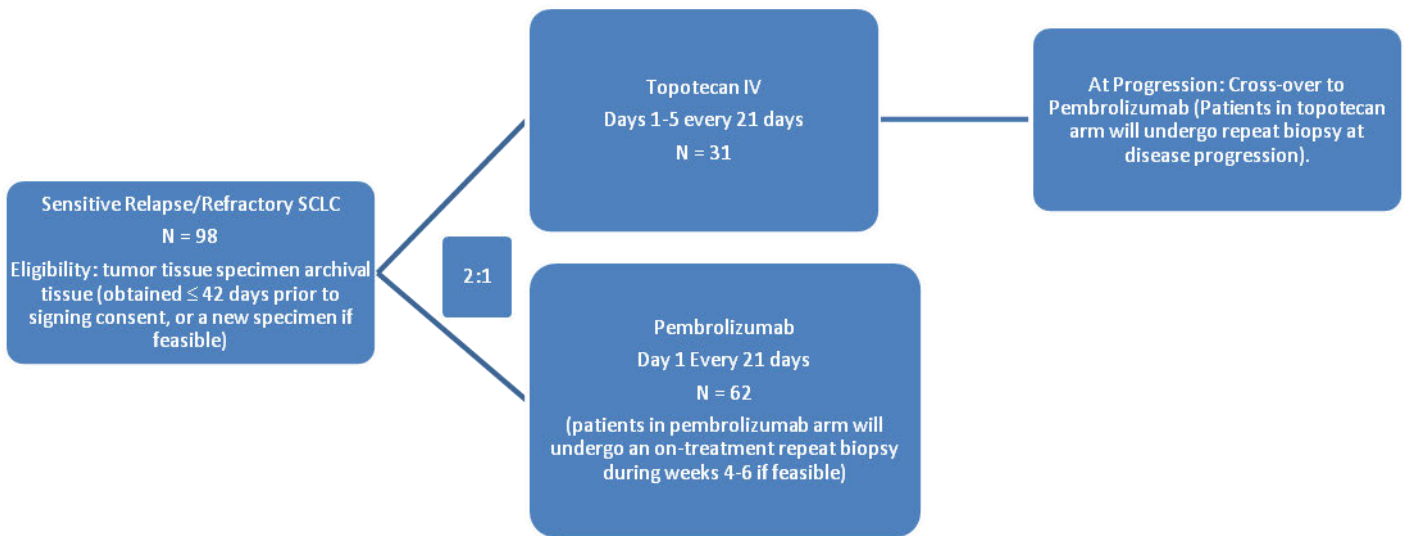 Sensitive Relapse/Refractory SCLC
N = 98
Eligibility: tumor tissue specimen archival
tissue (obtained ≤ 42 days prior to
signing consent, or a new specimen if
feasible)
2:1
Topotecan IV
Days 1-5 every 21 days
N = 31
Pembrolizumab
Day 1 Every 21 days
N = 62
(patients in pembrolizumab arm will
undergo an on-treatment repeat biopsy
during weeks 4-6 if feasible)
At Progression: Cross-over to
Pembrolizumab (Patients in topotecan
arm will undergo repeat biopsy at
disease progression).